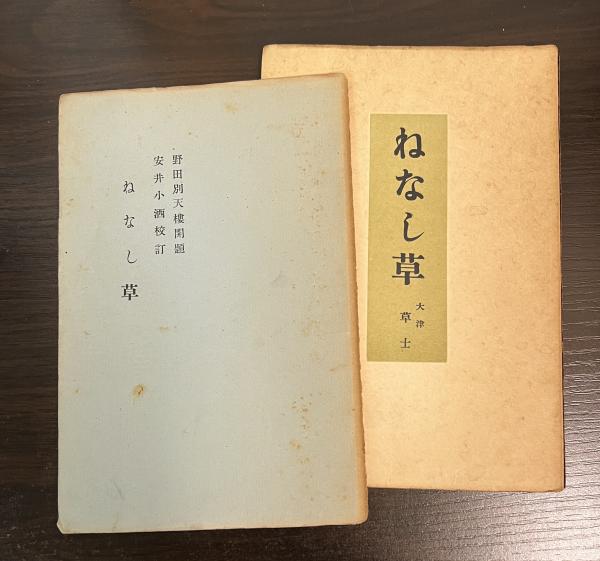 野田別天樓開題
安井小洒校訂
ねなし草
ねなし草
大津
草士